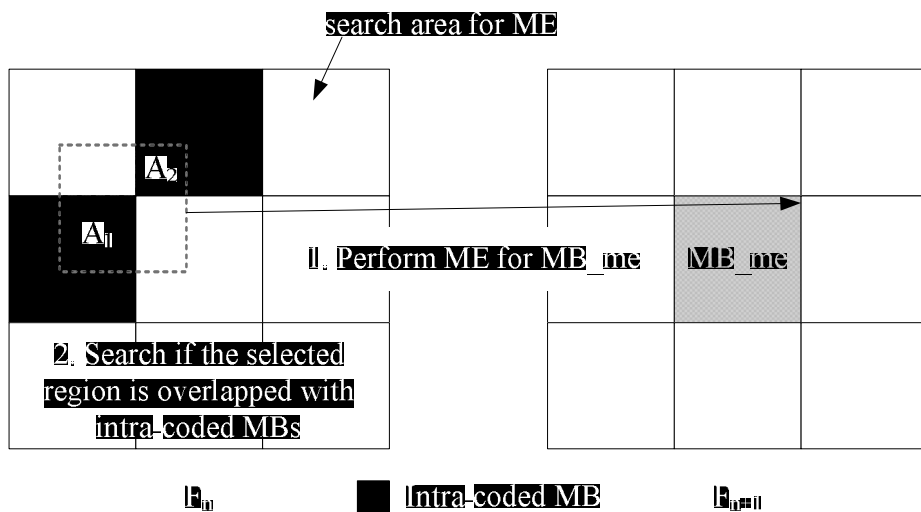 search area for ME
A2
A1
1. Perform ME for MB_me
MB_me
2. Search if the selected
region is overlapped with
intra-coded MBs
Fn
Intra-coded MB
Fn+1